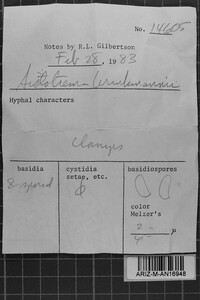 No. 14605
Notes by R.L. Gilbertson
Feb 28, 1983
Hyphal characters
Clamps
basidia
cystidia
setae, etc.
basidiospores
8-spored
φ
color
Melzer's
μ
ARIZ-M-AN16948